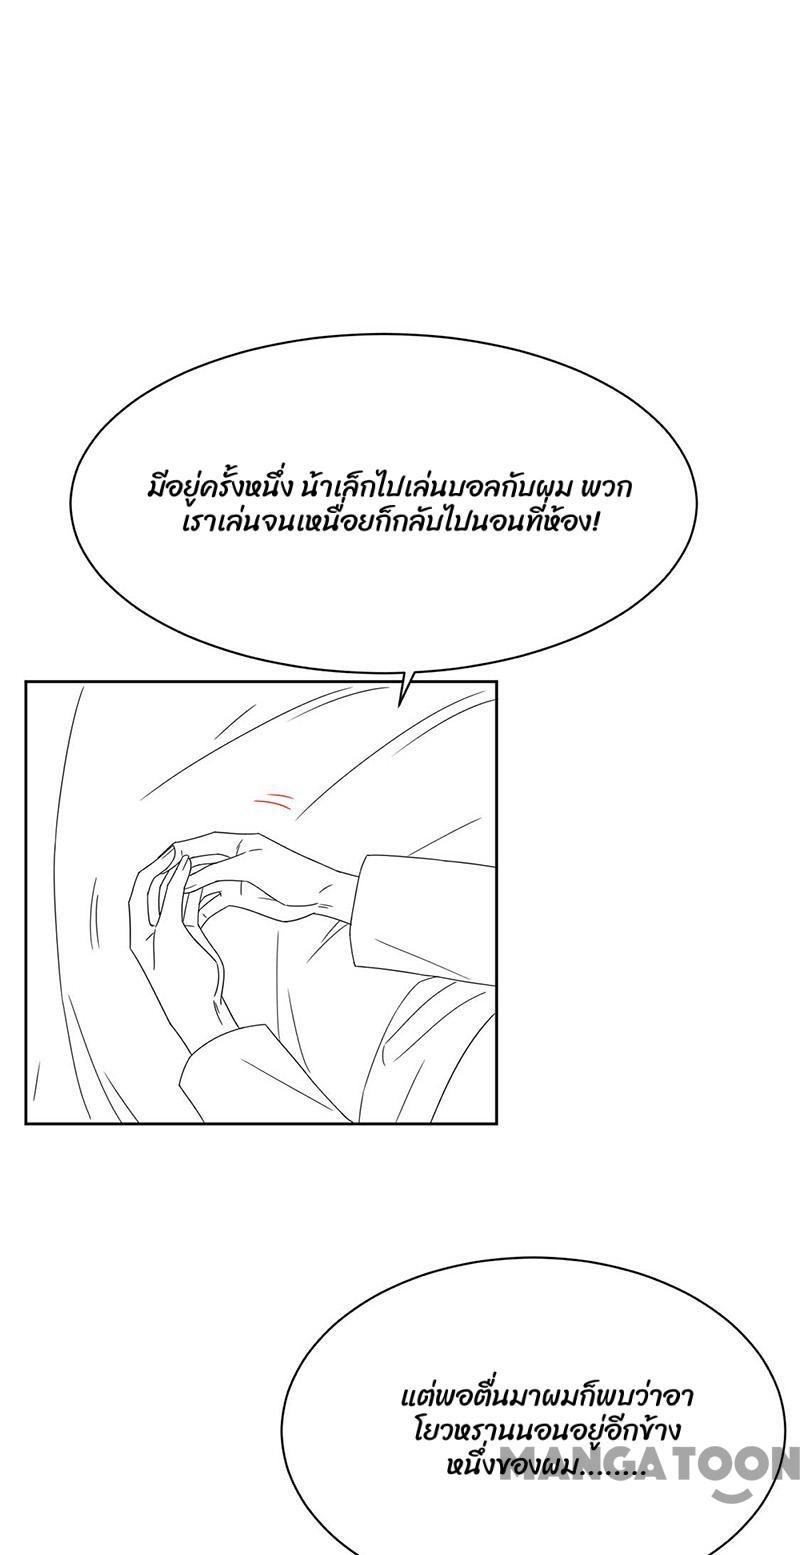 มีอยู่ครั้งหนึ่ง น้าเล็กไปเล่นบอลกับผม พวก
เราเล่นจนเหนื่อยก็กลับไปนอนที่ห้อง!
แต่พอตื่นมาผมก็พบว่าอา
โยวหรานนอนอยู่อีกข้าง
หนึ่งของผม........
MANGATOON